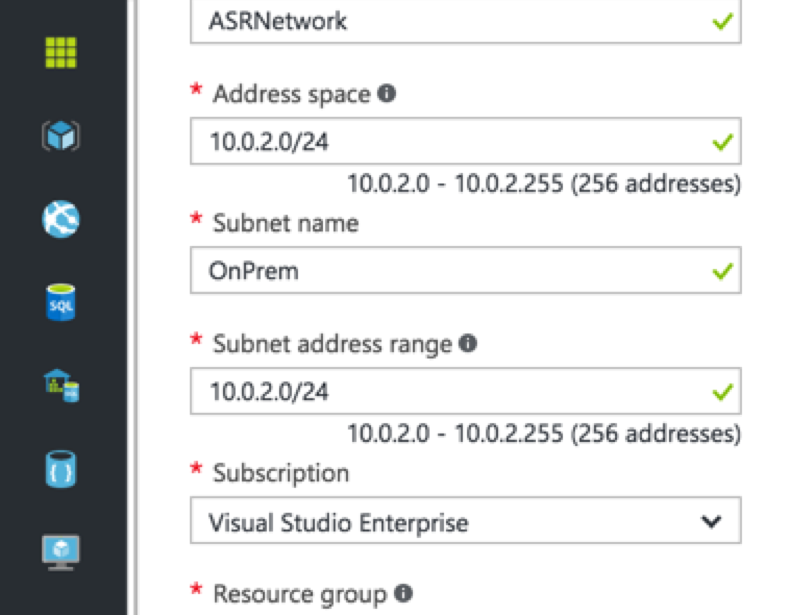 ASRNetwork
* Address space
10.0.2.0/24
10.0.2.0 - 10.0.2.255 (256 addresses)
* Subnet name
OnPrem
* Subnet address range
10.0.2.0/24
10.0.2.0 - 10.0.2.255 (256 addresses)
SQL
* Subscription
Visual Studio Enterprise
* Resource group